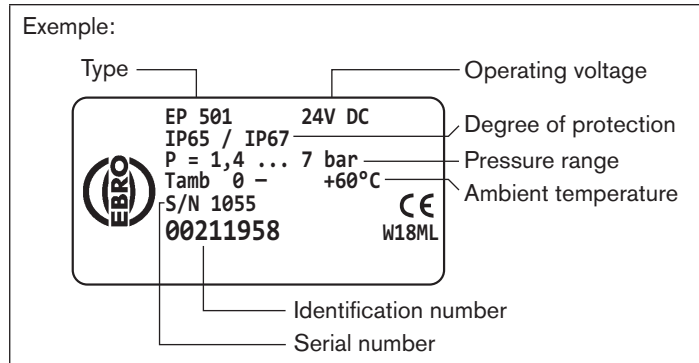 Exemple:
Type
Operating voltage
EP 501 24V DC
IP65 / IP67
Degree of protection
P = 1,4 ... 7 bar
Pressure range
Tamb 0 – +60°C
Ambient temperature
S/N 1055
EBRO
CE
00211958
W18ML
Identification number
Serial number